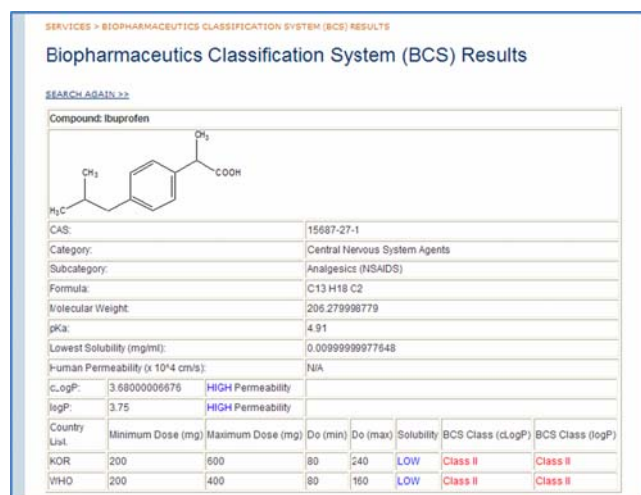 SERVICES > BIOPHARMACEUTICS CLASSIFICATION SYSTEM (BCS) RESULTS
Biopharmaceutics Classification System (BCS) Results
SEARCH AGAIN >>
Compound: Ibuprofen
CH3
CH3
COOH
H3C
CAS: 15687-27-1
Category: Central Nervous System Agents
Subcategory: Analgesics (NSAIDS)
Formula: C13 H18 C2
Molecular Weight: 206.279998779
pKa: 4.91
Lowest Solubility (mg/ml): 0.00999999977648
Human Permeability (x 10^4 cm/s): N/A
cLogP: 3.68000006676 HIGH Permeability
logP: 3.75 HIGH Permeability
Country List. Minimum Dose (mg) Maximum Dose (mg) Do (min) Do (max) Solubility BCS Class (cLogP) BCS Class (logP)
KOR 200 600 80 240 LOW Class II Class II
WHO 200 400 80 160 LOW Class II Class II